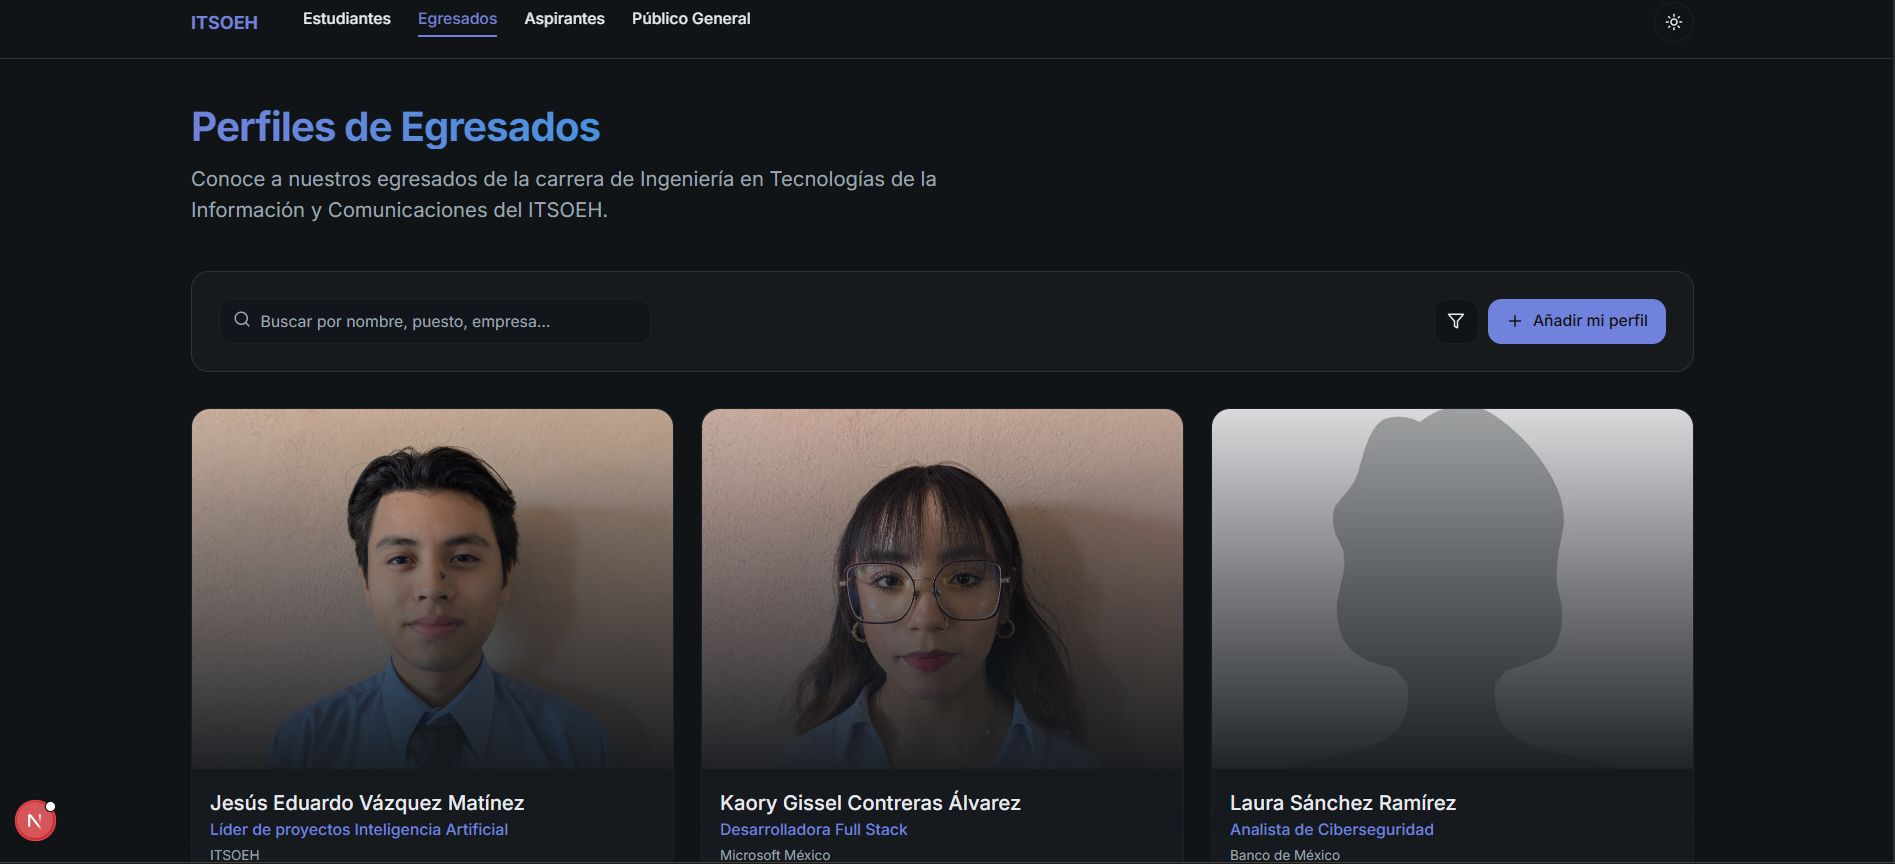 ITSOEH
Estudiantes
Egresados
Aspirantes
Público General
Perfiles de Egresados
Conoce a nuestros egresados de la carrera de Ingeniería en Tecnologías de la
Información y Comunicaciones del ITSOEH.
Buscar por nombre, puesto, empresa...
Añadir mi perfil
Jesús Eduardo Vázquez Matínez
Líder de proyectos Inteligencia Artificial
ITSOEH
Kaory Gissel Contreras Álvarez
Desarrolladora Full Stack
Microsoft México
Laura Sánchez Ramírez
Analista de Ciberseguridad
Banco de México
N